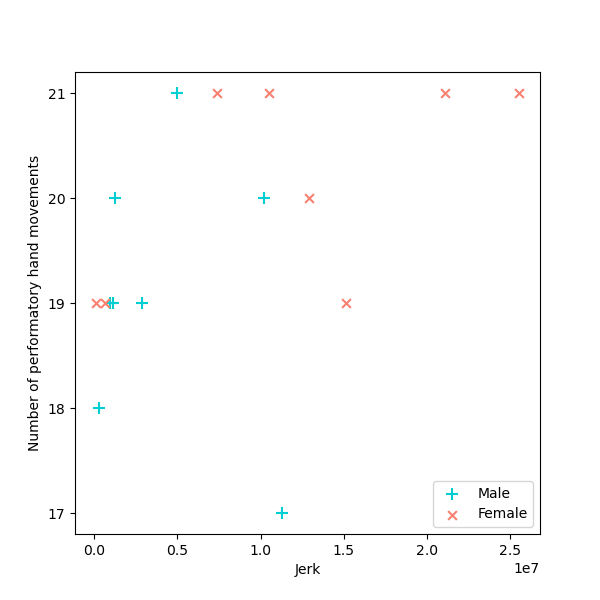 21
20
19
18
17
Number of performatory hand movements
0.0 0.5 1.0 1.5 2.0 2.5
1e7
Jerk
Male
Female